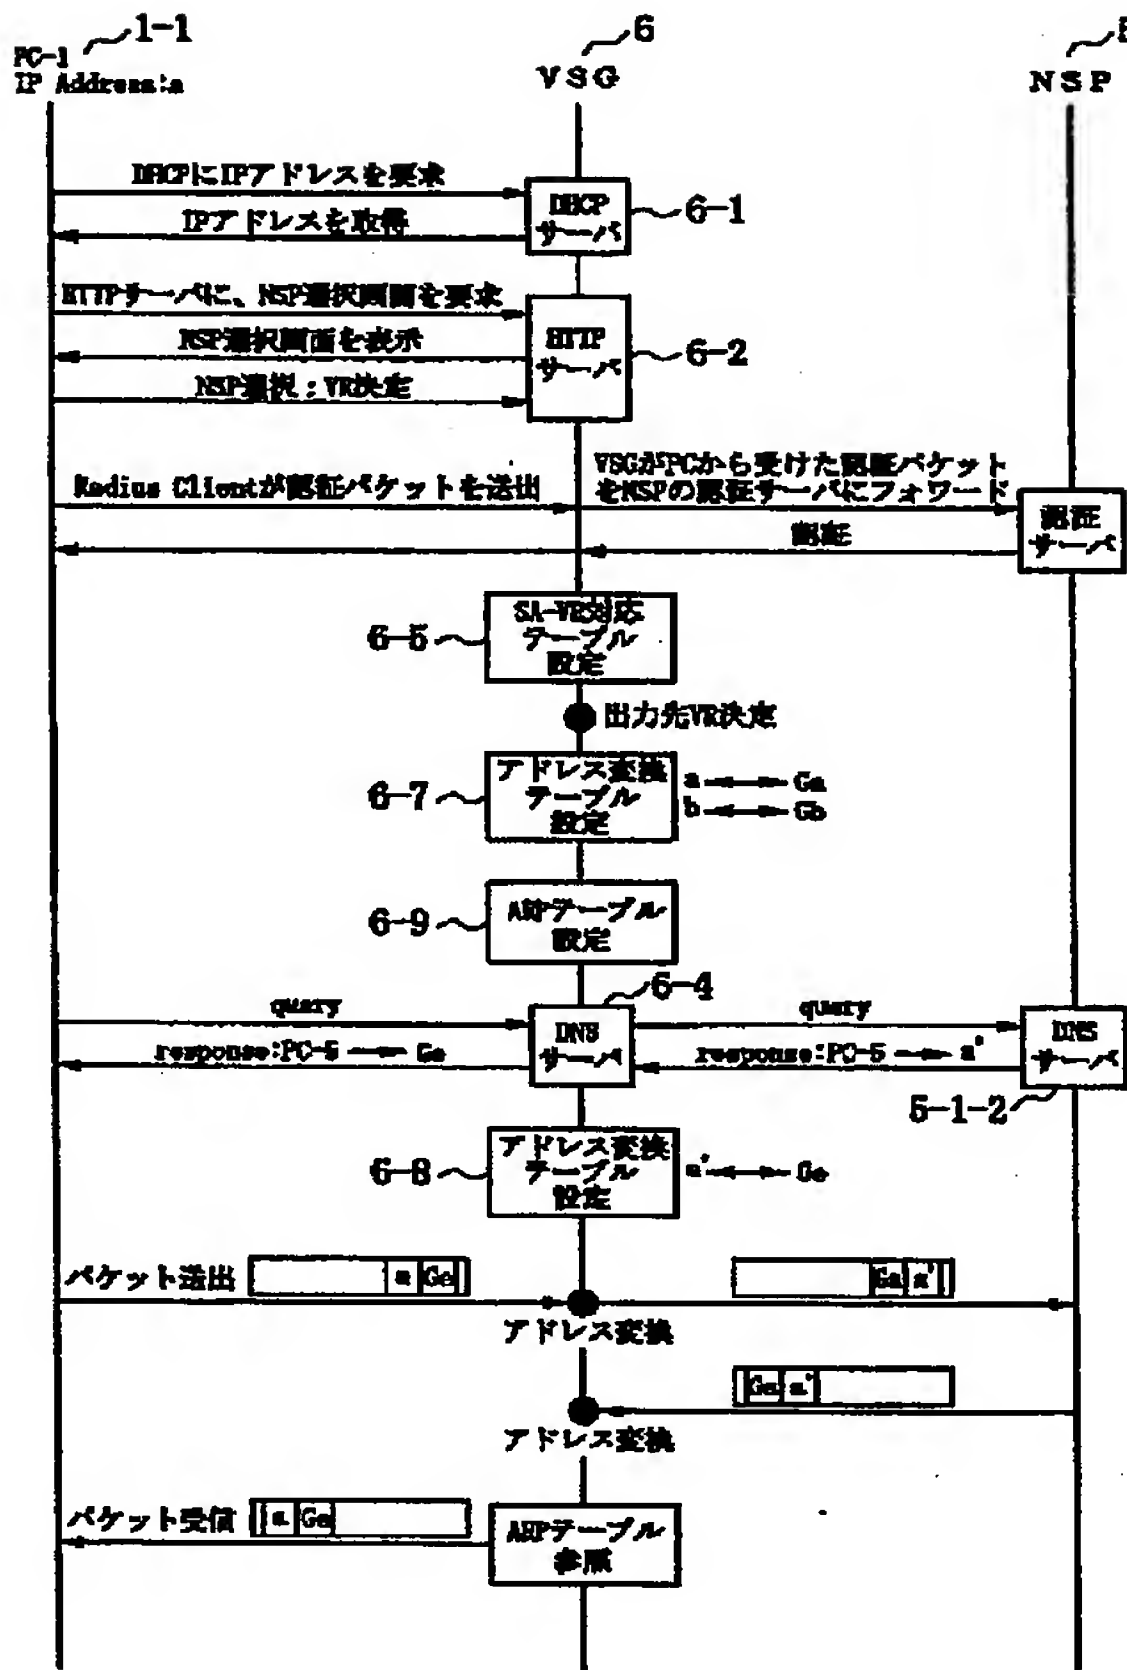 1-1
PC-1
IP Address:a
6
VSG
NSP
DHCPにIPアドレスを要求
IPアドレスを取得
DHCP
サーバ
6-1
HTTPサーバに、NSP選択画面を要求
NSP選択画面を表示
NSP選択:VR決定
HTTP
サーバ
6-2
Radius Clientが認証パケットを送出
VSGがPCから受けた認証パケット
をNSPの認証サーバにフォワード
認証
認証
サーバ
6-5
SA-VR対応
テーブル
設定
出力先VR決定
6-7
アドレス変換
テーブル
設定
a Ga
b Gb
6-9
ARPテーブル
設定
6-4
query
response:PC-5 Ge
DNS
サーバ
query
response:PC-5 a'
DNS
サーバ
5-1-2
6-8
アドレス変換
テーブル
設定
a' Ge
パケット送出
a Ge
Ga a'
アドレス変換
Ga a'
アドレス変換
パケット受信
a Ge
ARPテーブル
参照